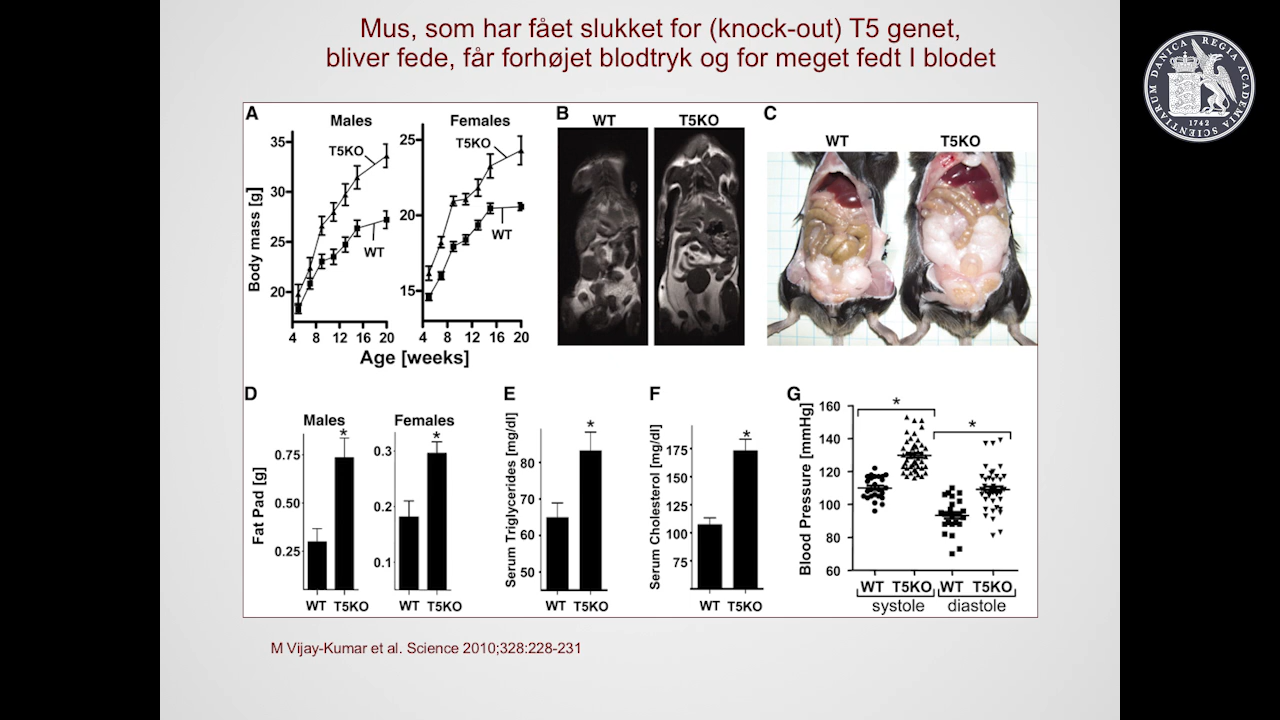 Mus, som har fået slukket for (knock-out) T5 genet,
bliver fede, får forhøjet blodtryk og for meget fedt I blodet
REGIA ACADEMIA SCIENTIARUM DANICA
1742
A
Males
Females
35
30
25
20
T5KO
WT
Body mass [g]
4 8 12 16 20
25
20
15
T5KO
WT
4 8 12 16 20
Age [weeks]
B
WT T5KO
C
WT T5KO
D
Males
Females
Fat Pad [g]
0.75
0.50
0.25
*
WT T5KO
0.3
0.2
0.1
*
WT T5KO
E
Serum Triglycerides [mg/dl]
80
70
60
50
*
WT T5KO
F
Serum Cholesterol [mg/dl]
175
150
125
100
75
*
WT T5KO
G
Blood Pressure [mmHg]
160
140
120
100
80
60
*
*
WT T5KO WT T5KO
systole diastole
M Vijay-Kumar et al. Science 2010;328:228-231